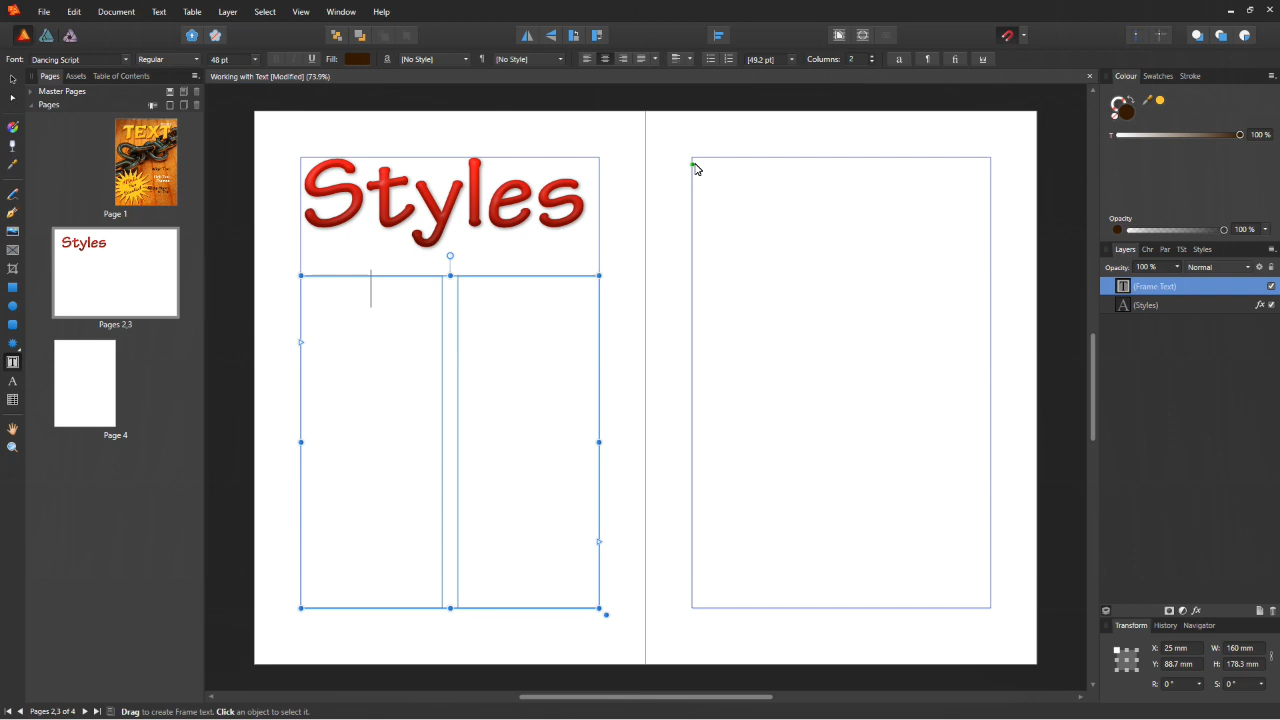 File Edit Document Text Table Layer Select View Window Help
Font: Dancing Script Regular 48 pt B I U Fill: a [No Style] ¶ [No Style] [49.2 pt] Columns: 2 a ¶ fi
Pages Assets Table of Contents
Working with Text [Modified] (73.9%)
Master Pages
Pages
TEXT
Page 1
Styles
Pages 2,3
Page 4
Styles
Colour Swatches Stroke
T 100 %
Opacity
100 %
Layers Chr Par TSt Styles
Opacity: 100 % Normal
T (Frame Text)
A (Styles) fx
fx
Transform History Navigator
X: 25 mm W: 160 mm
Y: 88.7 mm H: 178.3 mm
R: 0 ° S: 0 °
Pages 2,3 of 4 Drag to create Frame text. Click an object to select it.